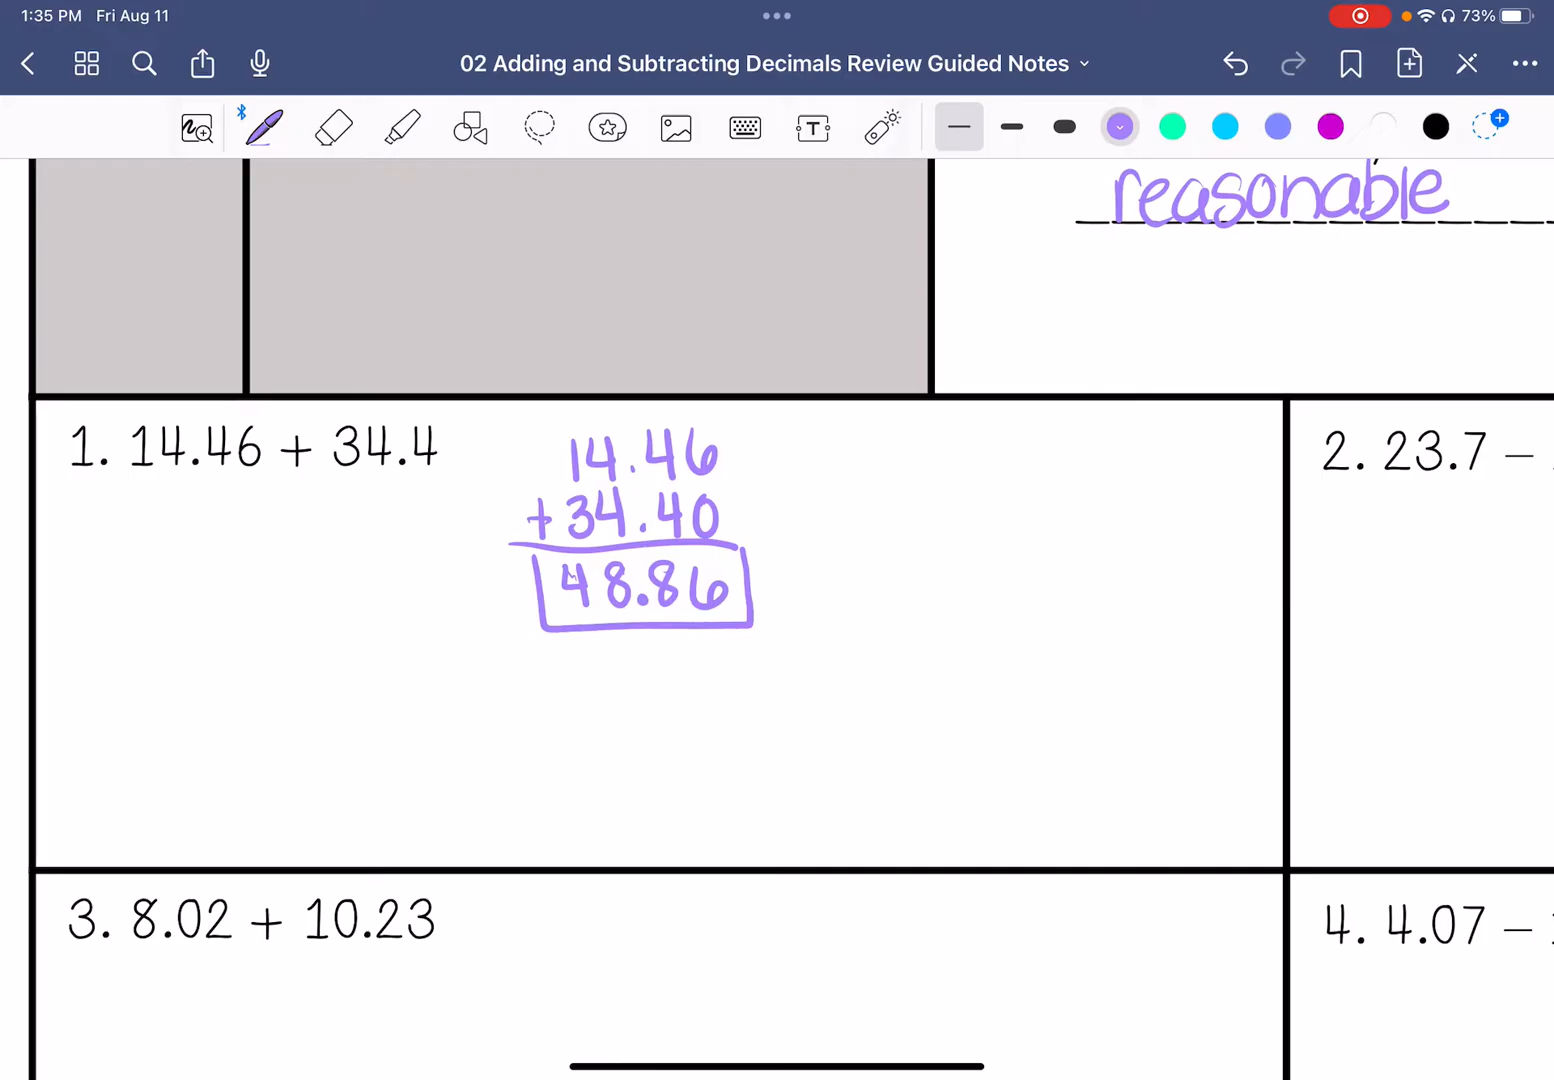 1:35 PM Fri Aug 11
73%
02 Adding and Subtracting Decimals Review Guided Notes
T
reasonable
1. 14.46 + 34.4
14.46
+ 34.40
48.86
2. 23.7 –
3. 8.02 + 10.23
4. 4.07 –